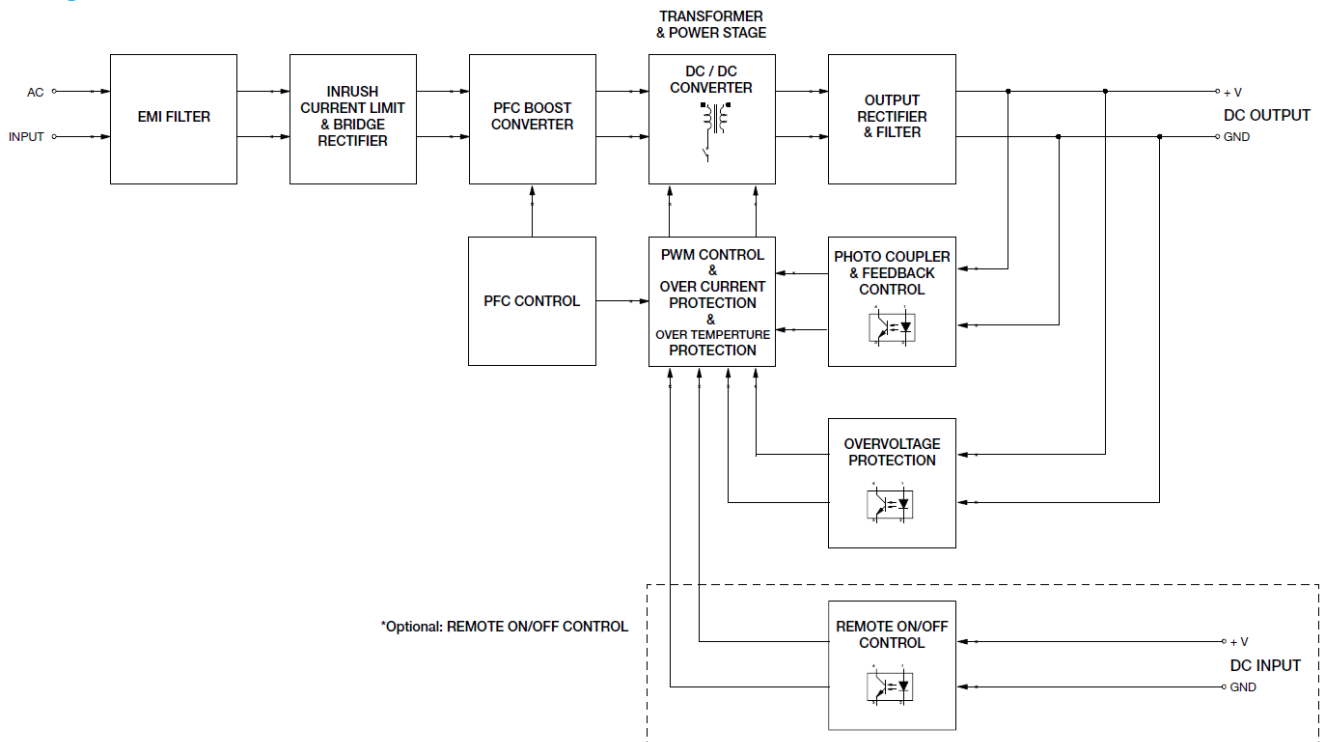 TRANSFORMER
& POWER STAGE
AC
INPUT
EMI FILTER
INRUSH
CURRENT LIMIT
& BRIDGE
RECTIFIER
PFC BOOST
CONVERTER
DC / DC
CONVERTER
OUTPUT
RECTIFIER
& FILTER
+ V
DC OUTPUT
GND
PFC CONTROL
PWM CONTROL
&
OVER CURRENT
PROTECTION
&
OVER TEMPERTURE
PROTECTION
PHOTO COUPLER
& FEEDBACK
CONTROL
OVERVOLTAGE
PROTECTION
*Optional: REMOTE ON/OFF CONTROL
REMOTE ON/OFF
CONTROL
+ V
DC INPUT
GND